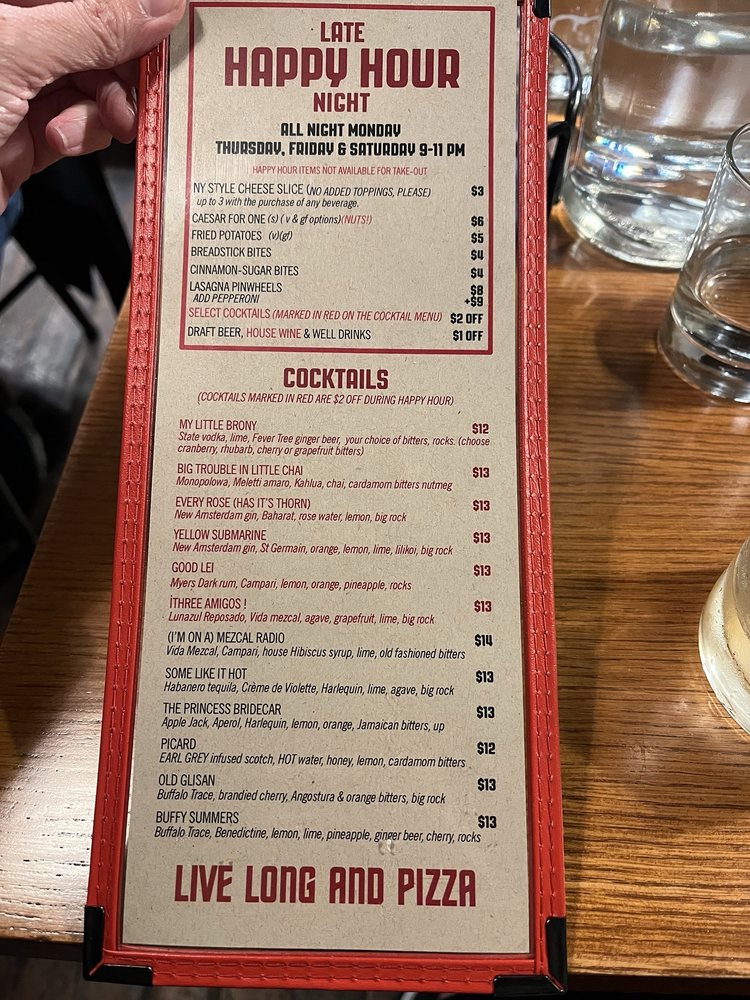 LATE
HAPPY HOUR
NIGHT
ALL NIGHT MONDAY
THURSDAY, FRIDAY & SATURDAY 9-11 PM
HAPPY HOUR ITEMS NOT AVAILABLE FOR TAKE-OUT
NY STYLE CHEESE SLICE (NO ADDED TOPPINGS, PLEASE) $3
up to 3 with the purchase of any beverage.
CAESAR FOR ONE (s) ( v & gf options)(NUTS!) $6
FRIED POTATOES (v)(gf) $5
BREADSTICK BITES $4
CINNAMON-SUGAR BITES $4
LASAGNA PINWHEELS $8
ADD PEPPERONI +$9
SELECT COCKTAILS (MARKED IN RED ON THE COCKTAIL MENU) $2 OFF
DRAFT BEER, HOUSE WINE & WELL DRINKS $1 OFF
COCKTAILS
(COCKTAILS MARKED IN RED ARE $2 OFF DURING HAPPY HOUR)
MY LITTLE BRONY $12
State vodka, lime, Fever Tree ginger beer, your choice of bitters, rocks. (choose
cranberry, rhubarb, cherry or grapefruit bitters)
BIG TROUBLE IN LITTLE CHAI $13
Monopolowa, Meletti amaro, Kahlua, chai, cardamom bitters nutmeg
EVERY ROSE (HAS IT'S THORN) $13
New Amsterdam gin, Baharat, rose water, lemon, big rock
YELLOW SUBMARINE $13
New Amsterdam gin, St Germain, orange, lemon, lime, lilikoi, big rock
GOOD LEI $13
Myers Dark rum, Campari, lemon, orange, pineapple, rocks
¡THREE AMIGOS ! $13
Lunazul Reposado, Vida mezcal, agave, grapefruit, lime, big rock
(I'M ON A) MEZCAL RADIO $14
Vida Mezcal, Campari, house Hibiscus syrup, lime, old fashioned bitters
SOME LIKE IT HOT $13
Habanero tequila, Crème de Violette, Harlequin, lime, agave, big rock
THE PRINCESS BRIDECAR $13
Apple Jack, Aperol, Harlequin, lemon, orange, Jamaican bitters, up
PICARD $12
EARL GREY infused scotch, HOT water, honey, lemon, cardamom bitters
OLD GLISAN $13
Buffalo Trace, brandied cherry, Angostura & orange bitters, big rock
BUFFY SUMMERS $13
Buffalo Trace, Benedictine, lemon, lime, pineapple, ginger beer, cherry, rocks
LIVE LONG AND PIZZA